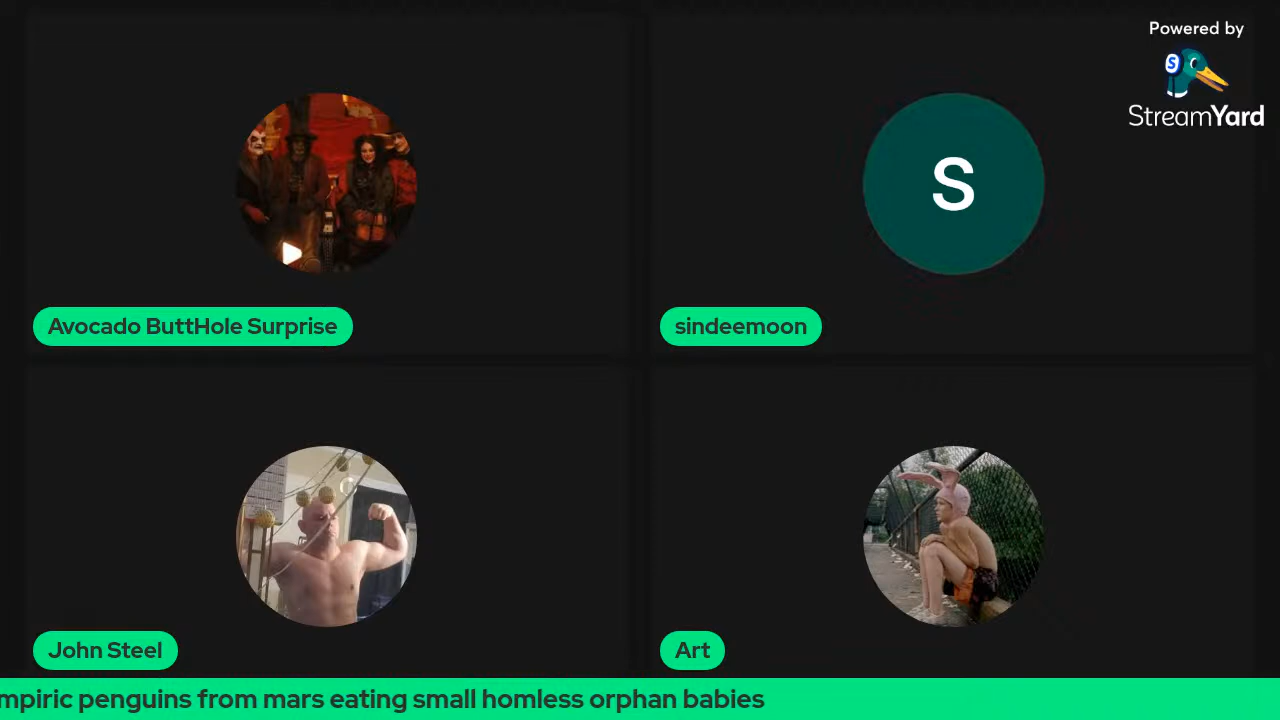 Powered by
StreamYard
S
S
Avocado ButtHole Surprise
sindeemoon
John Steel
Art
mpiric penguins from mars eating small homless orphan babies